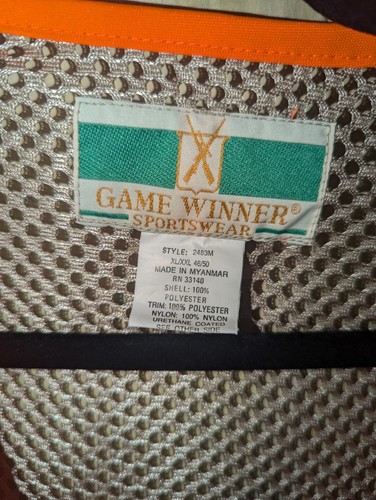 GAME WINNER®
SPORTSWEAR
STYLE: 2483M
XL/XXL 46/50
MADE IN MYANMAR
RN 33140
SHELL: 100%
POLYESTER
TRIM: 100% POLYESTER
NYLON: 100% NYLON
URETHANE COATED
SEE OTHER SIDE